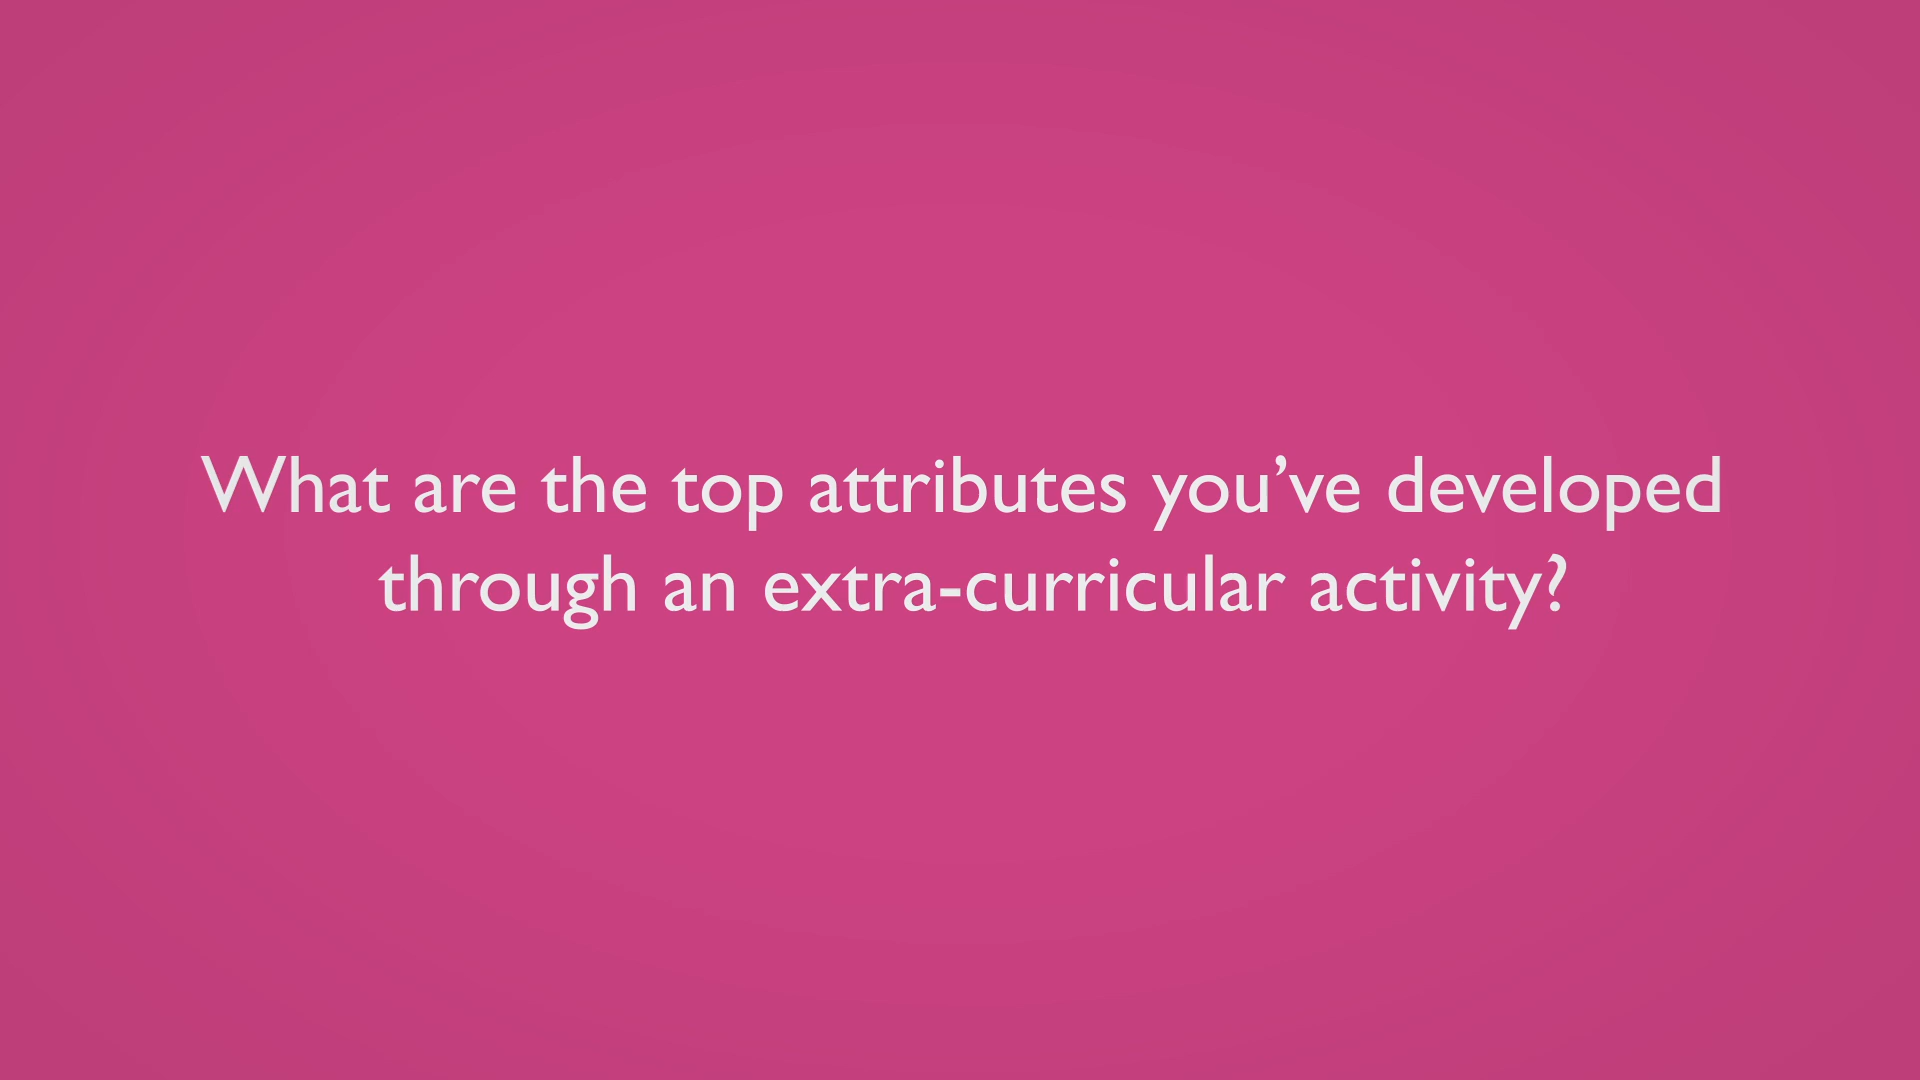 What are the top attributes you’ve developed
through an extra-curricular activity?